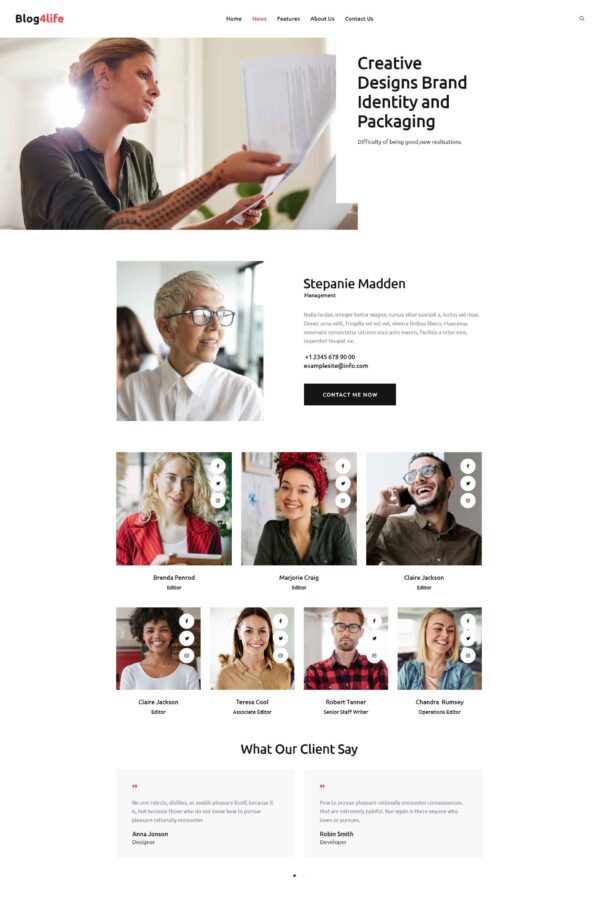 Blog4life
Home News Features About Us Contact Us
Creative
Designs Brand
Identity and
Packaging
Difficulty of being good,new realisations
Stepanie Madden
Management
Nulla facilisi. Integer tortor magna, cursus vitae suscipit a, luctus vel risus.
Donec urna velit, fringilla vel est vel, viverra finibus libero. Maecenas
venenatis consectetur ultrices usce ante mauris, facilisis a ortor non,
imperdiet feugiat ex.
+1 2345 678 90 00
examplesite@info.com
CONTACT ME NOW
Brenda Penrod
Editor
Marjorie Craig
Editor
Claire Jackson
Editor
Claire Jackson
Editor
Teresa Cool
Associate Editor
Robert Tanner
Senior Staff Writer
Chandra Rumsey
Operations Editor
What Our Client Say
No one rejects, dislikes, or avoids pleasure itself, because it
is, but because those who do not know how to pursue
pleasure rationally encounter.
Anna Jonson
Designer
Pow to pursue pleasure rationally encounter consequences,
that are extremely painful. Nor again is there anyone who
loves or pursues.
Robin Smith
Developer